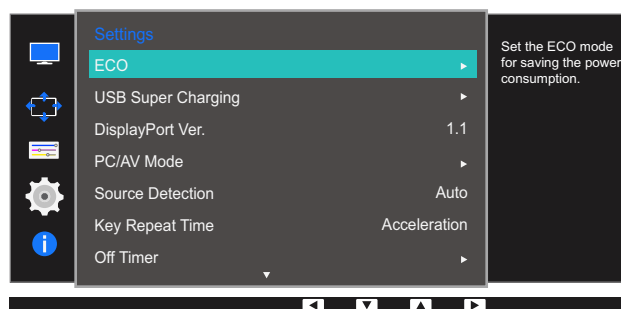 Settings
ECO
USB Super Charging
DisplayPort Ver. 1.1
PC/AV Mode
Source Detection Auto
Key Repeat Time Acceleration
Off Timer
Set the ECO mode
for saving the power
consumption.